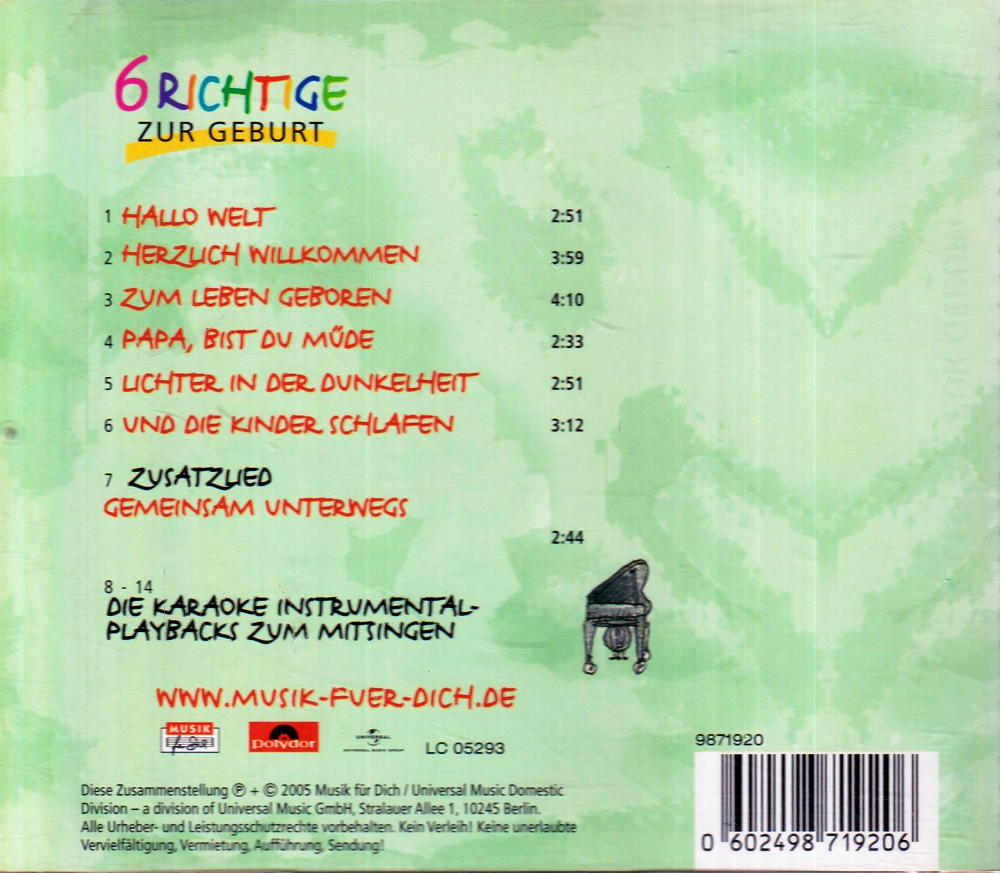 6 RICHTIGE
ZUR GEBURT
1 HALLO WELT 2:51
2 HERZLICH WILLKOMMEN 3:59
3 ZUM LEBEN GEBOREN 4:10
4 PAPA, BIST DU MÜDE 2:33
5 LICHTER IN DER DUNKELHEIT 2:51
6 UND DIE KINDER SCHLAFEN 3:12
7 ZUSATZLIED
GEMEINSAM UNTERWEGS
2:44
8 - 14
DIE KARAOKE INSTRUMENTAL-
PLAYBACKS ZUM MITSINGEN
WWW.MUSIK-FUER-DICH.DE
MUSIK
für Dich
polydor
UNIVERSAL
UNIVERSAL MUSIC GROUP
LC 05293
9871920
Diese Zusammenstellung ℗ + © 2005 Musik für Dich / Universal Music Domestic
Division – a division of Universal Music GmbH, Stralauer Allee 1, 10245 Berlin.
Alle Urheber- und Leistungsschutzrechte vorbehalten. Kein Verleih! Keine unerlaubte
Vervielfältigung, Vermietung, Aufführung, Sendung!
0 602498 719206